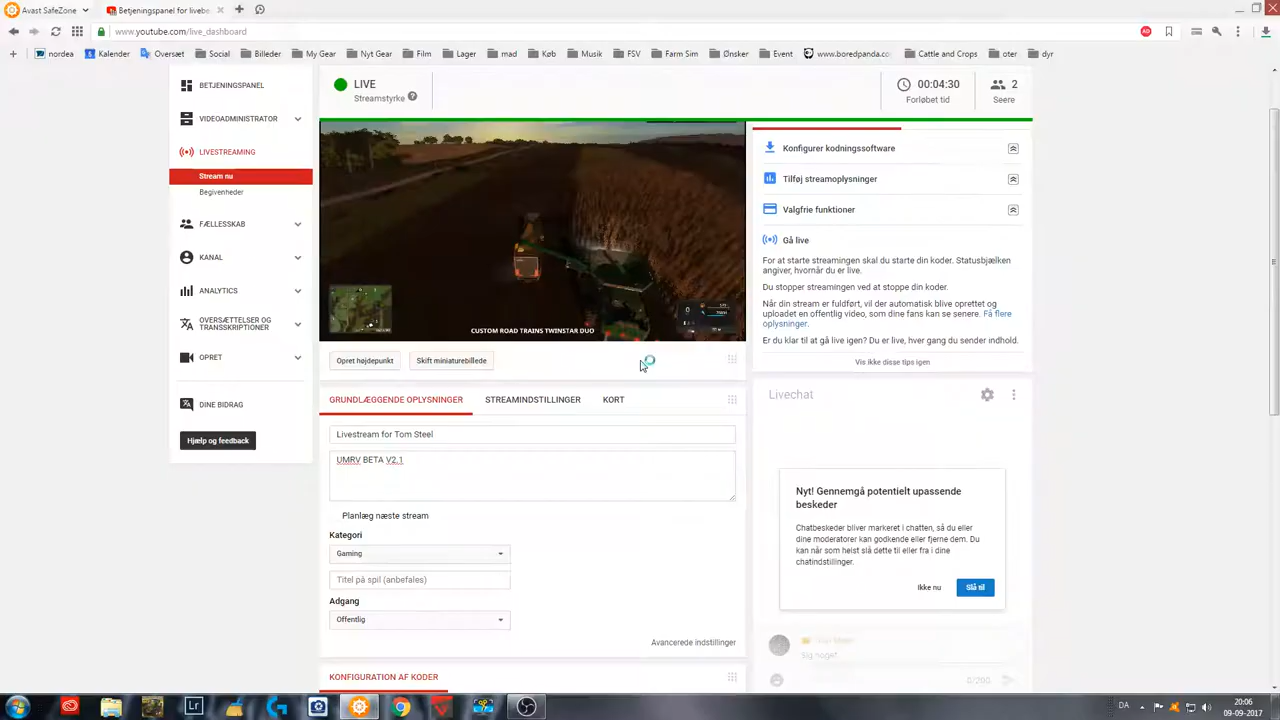 Avast SafeZone
Betjeningspanel for livebe
www.youtube.com/live_dashboard
nordea
Kalender
Oversæt
Social
Billeder
My Gear
Nyt Gear
Film
Lager
mad
Køb
Musik
FSV
Farm Sim
Ønsker
Event
www.boredpanda.co
Cattle and Crops
oter
dyr
BETJENINGSPANEL
VIDEOADMINISTRATOR
LIVESTREAMING
Stream nu
Begivenheder
FÆLLESSKAB
KANAL
ANALYTICS
OVERSÆTTELSER OG
TRANSSKRIPTIONER
OPRET
DINE BIDRAG
Hjælp og feedback
LIVE
Streamstyrke
00:04:30
Forløbet tid
2
Seere
CUSTOM ROAD TRAINS TWINSTAR DUO
Opret højdepunkt
Skift miniaturebillede
GRUNDLÆGGENDE OPLYSNINGER
STREAMINDSTILLINGER
KORT
Livestream for Tom Steel
UMRV BETA V2,1
Planlæg næste stream
Kategori
Gaming
Titel på spil (anbefales)
Adgang
Offentlig
Avancerede indstillinger
KONFIGURATION AF KODER
Konfigurer kodningssoftware
Tilføj streamoplysninger
Valgfrie funktioner
Gå live
For at starte streamingen skal du starte din koder. Statusbjælken
angiver, hvornår du er live.
Du stopper streamingen ved at stoppe din koder.
Når din stream er fuldført, vil der automatisk blive oprettet og
uploadet en offentlig video, som dine fans kan se senere. Få flere
oplysninger.
Er du klar til at gå live igen? Du er live, hver gang du sender indhold.
Vis ikke disse tips igen
Livechat
Nyt! Gennemgå potentielt upassende
beskeder
Chatbeskeder bliver markeret i chatten, så du eller
dine moderatorer kan godkende eller fjerne dem. Du
kan når som helst slå dette til eller fra i dine
chatindstillinger.
Ikke nu
Slå til
Sig noget
0/200
DA
20:06
09-09-2017